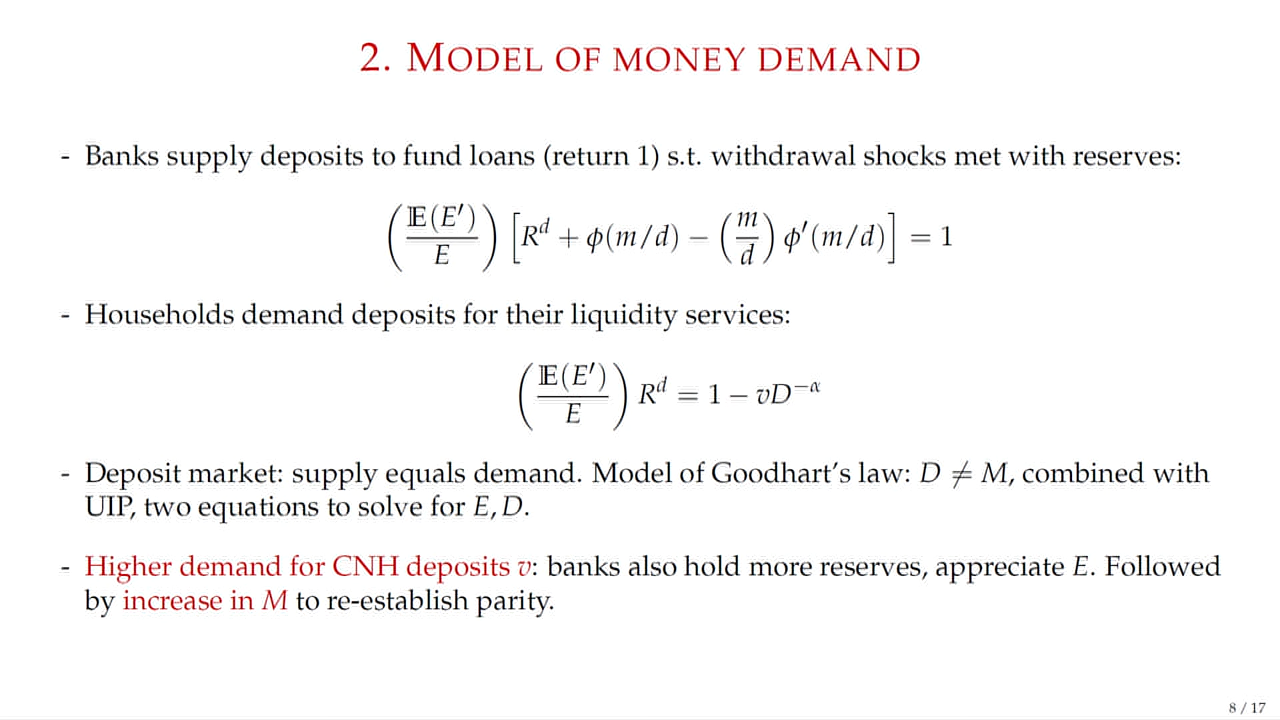 2. MODEL OF MONEY DEMAND
- Banks supply deposits to fund loans (return 1) s.t. withdrawal shocks met with reserves:
(𝔼(E′)/E) [R^d + ϕ(m/d) − (m/d) ϕ′(m/d)] = 1
- Households demand deposits for their liquidity services:
(𝔼(E′)/E) R^d = 1 − vD^−α
- Deposit market: supply equals demand. Model of Goodhart's law: D ≠ M, combined with
UIP, two equations to solve for E, D.
- Higher demand for CNH deposits v: banks also hold more reserves, appreciate E. Followed
by increase in M to re-establish parity.
8 / 17